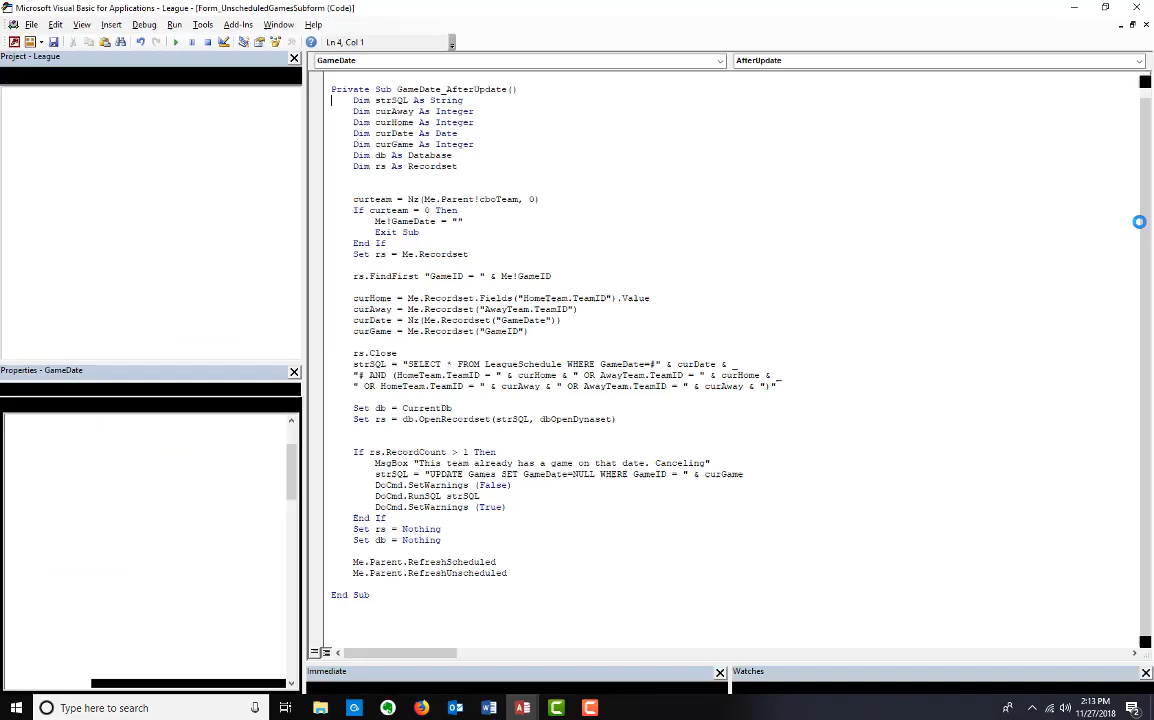 Microsoft Visual Basic for Applications - League - [Form_UnscheduledGamesSubform (Code)]
File Edit View Insert Debug Run Tools Add-Ins Window Help
Ln 4, Col 1
Project - League
GameDate
AfterUpdate
Private Sub GameDate_AfterUpdate()
Dim strSQL As String
Dim curAway As Integer
Dim curHome As Integer
Dim curDate As Date
Dim curGame As Integer
Dim db As Database
Dim rs As Recordset
curteam = Nz(Me.Parent!cboTeam, 0)
If curteam = 0 Then
Me!GameDate = ""
Exit Sub
End If
Set rs = Me.Recordset
rs.FindFirst "GameID = " & Me!GameID
curHome = Me.Recordset.Fields("HomeTeam.TeamID").Value
curAway = Me.Recordset("AwayTeam.TeamID")
curDate = Nz(Me.Recordset("GameDate"))
curGame = Me.Recordset("GameID")
rs.Close
strSQL = "SELECT * FROM LeagueSchedule WHERE GameDate=#" & curDate & _
"# AND (HomeTeam.TeamID = " & curHome & " OR AwayTeam.TeamID = " & curHome & _
" OR HomeTeam.TeamID = " & curAway & " OR AwayTeam.TeamID = " & curAway & ")"
Set db = CurrentDb
Set rs = db.OpenRecordset(strSQL, dbOpenDynaset)
If rs.RecordCount > 1 Then
MsgBox "This team already has a game on that date. Canceling"
strSQL = "UPDATE Games SET GameDate=NULL WHERE GameID = " & curGame
DoCmd.SetWarnings (False)
DoCmd.RunSQL strSQL
DoCmd.SetWarnings (True)
End If
Set rs = Nothing
Set db = Nothing
Me.Parent.RefreshScheduled
Me.Parent.RefreshUnscheduled
End Sub
Properties - GameDate
Immediate
Watches
Type here to search
2:13 PM
11/27/2018